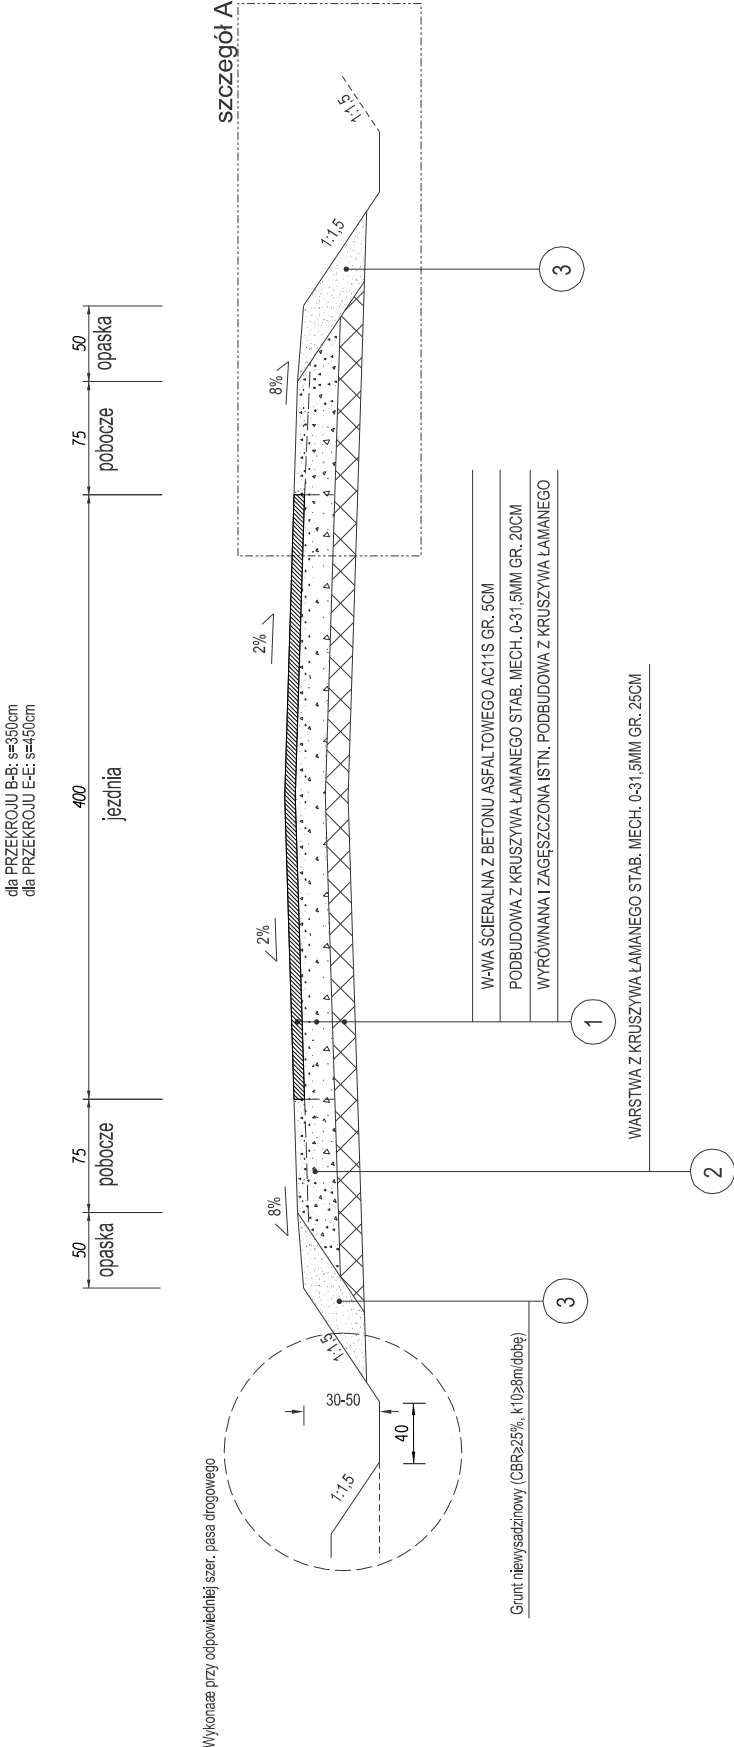 dla PRZEKROJU B-B: s=350cm
dla PRZEKROJU E-E: s=450cm
50
75
400
75
50
opaska
pobocze
jezdnia
pobocze
opaska
szczegół A
8%
2%
2%
8%
Wykonaæ przy odpowiedniej szer. pasa drogowego
1:1,5
1:1,5
30-50
40
1:1,5
1:1,5
W-WA ŚCIERALNA Z BETONU ASFALTOWEGO AC11S GR. 5CM
PODBUDOWA Z KRUSZYWA ŁAMANEGO STAB. MECH. 0-31,5MM GR. 20CM
WYRÓWNANA I ZAGĘSZCZONA ISTN. PODBUDOWA Z KRUSZYWA ŁAMANEGO
1
WARSTWA Z KRUSZYWA ŁAMANEGO STAB. MECH. 0-31,5MM GR. 25CM
2
Grunt niewysadzinowy (CBR≥25%, k10≥8m/dobę)
3
3